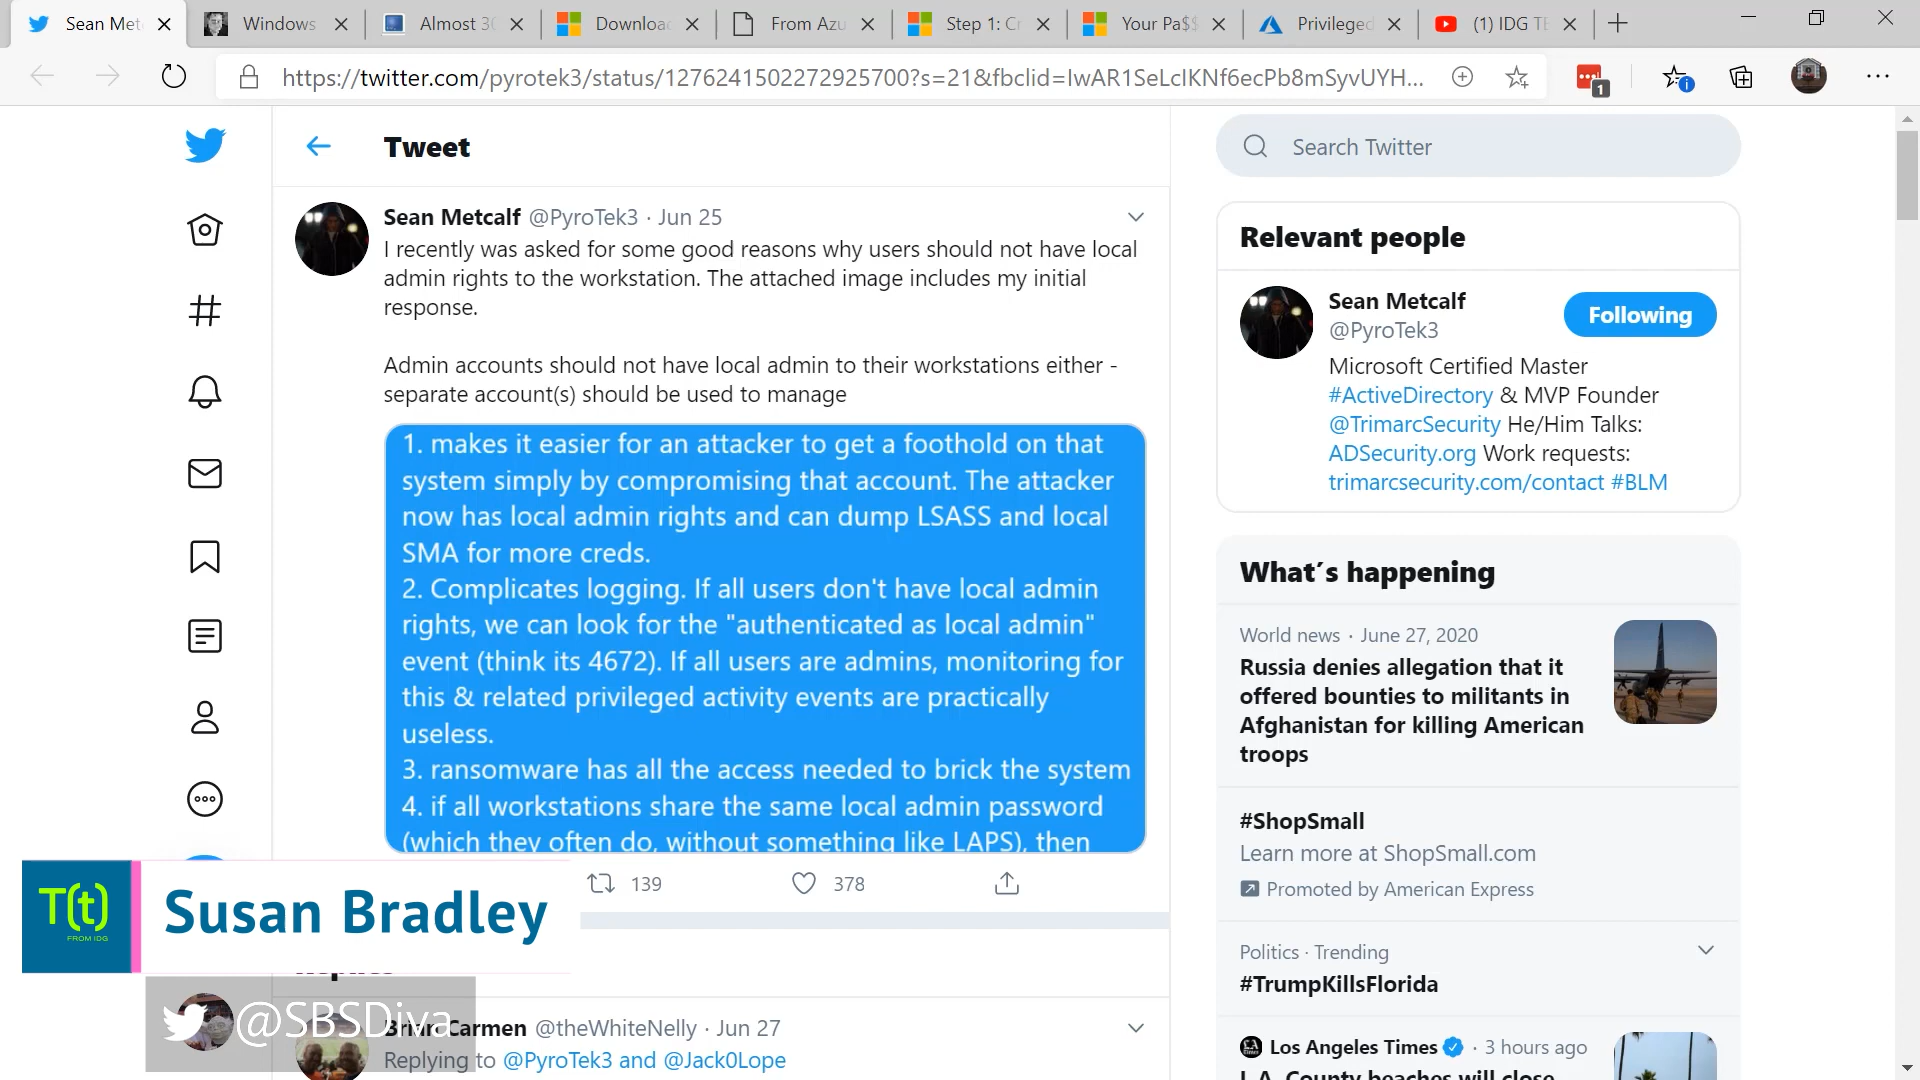 Sean Met
Windows
Almost 30
Download
From Azu
Step 1: Cr
Your Pa$$
Privileged
(1) IDG TE
https://twitter.com/pyrotek3/status/1276241502272925700?s=21&fbclid=IwAR1SeLcIKNf6ecPb8mSyvUYH...
1
Tweet
Search Twitter
Sean Metcalf @PyroTek3 · Jun 25
I recently was asked for some good reasons why users should not have local
admin rights to the workstation. The attached image includes my initial
response.
Admin accounts should not have local admin to their workstations either -
separate account(s) should be used to manage
1. makes it easier for an attacker to get a foothold on that
system simply by compromising that account. The attacker
now has local admin rights and can dump LSASS and local
SMA for more creds.
2. Complicates logging. If all users don't have local admin
rights, we can look for the "authenticated as local admin"
event (think its 4672). If all users are admins, monitoring for
this & related privileged activity events are practically
useless.
3. ransomware has all the access needed to brick the system
4. if all workstations share the same local admin password
(which they often do, without something like LAPS), then
139
378
T(t)
FROM IDG
Susan Bradley
Replies
@SBSDiva
Brian Carmen @theWhiteNelly · Jun 27
Replying to @PyroTek3 and @Jack0Lope
Relevant people
Sean Metcalf
@PyroTek3
Following
Microsoft Certified Master
#ActiveDirectory & MVP Founder
@TrimarcSecurity He/Him Talks:
ADSecurity.org Work requests:
trimarcsecurity.com/contact #BLM
What's happening
World news · June 27, 2020
Russia denies allegation that it
offered bounties to militants in
Afghanistan for killing American
troops
#ShopSmall
Learn more at ShopSmall.com
Promoted by American Express
Politics · Trending
#TrumpKillsFlorida
Los Angeles Times · 3 hours ago
L.A. County beaches will close